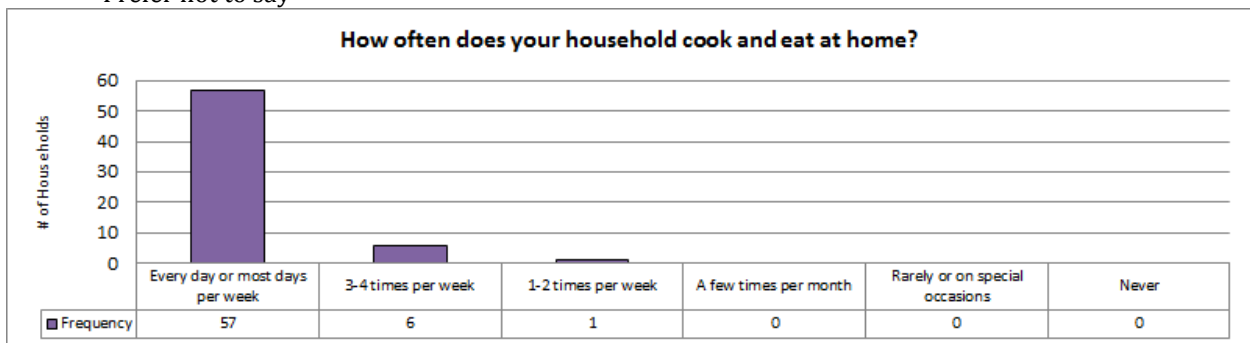 Prefer not to say
How often does your household cook and eat at home?
# of Households
60
50
40
30
20
10
0
Every day or most days
per week
3-4 times per week
1-2 times per week
A few times per month
Rarely or on special
occasions
Never
Frequency 57 6 1 0 0 0